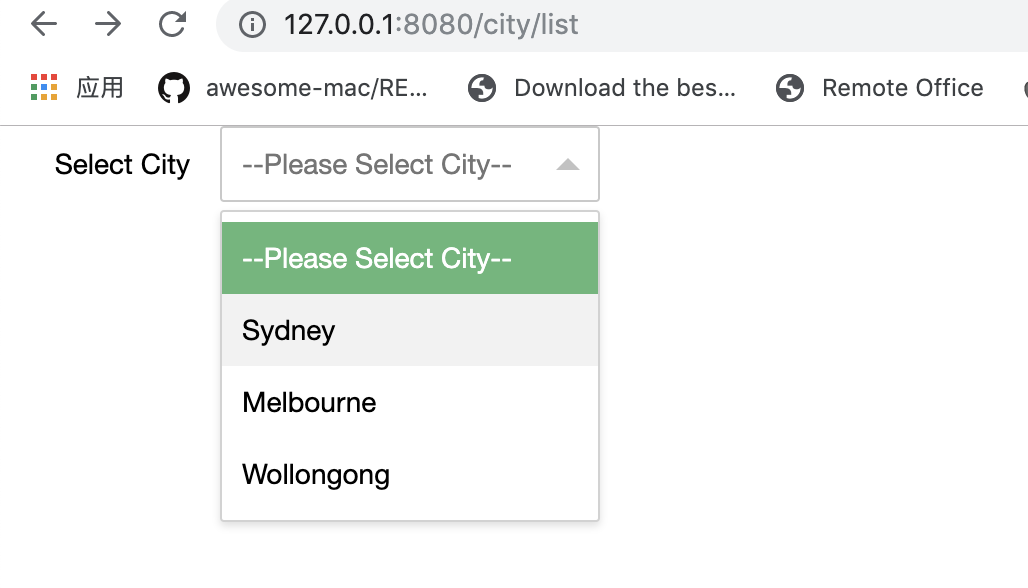 127.0.0.1:8080/city/list
应用 awesome-mac/RE... Download the bes... Remote Office
Select City --Please Select City--
--Please Select City--
Sydney
Melbourne
Wollongong